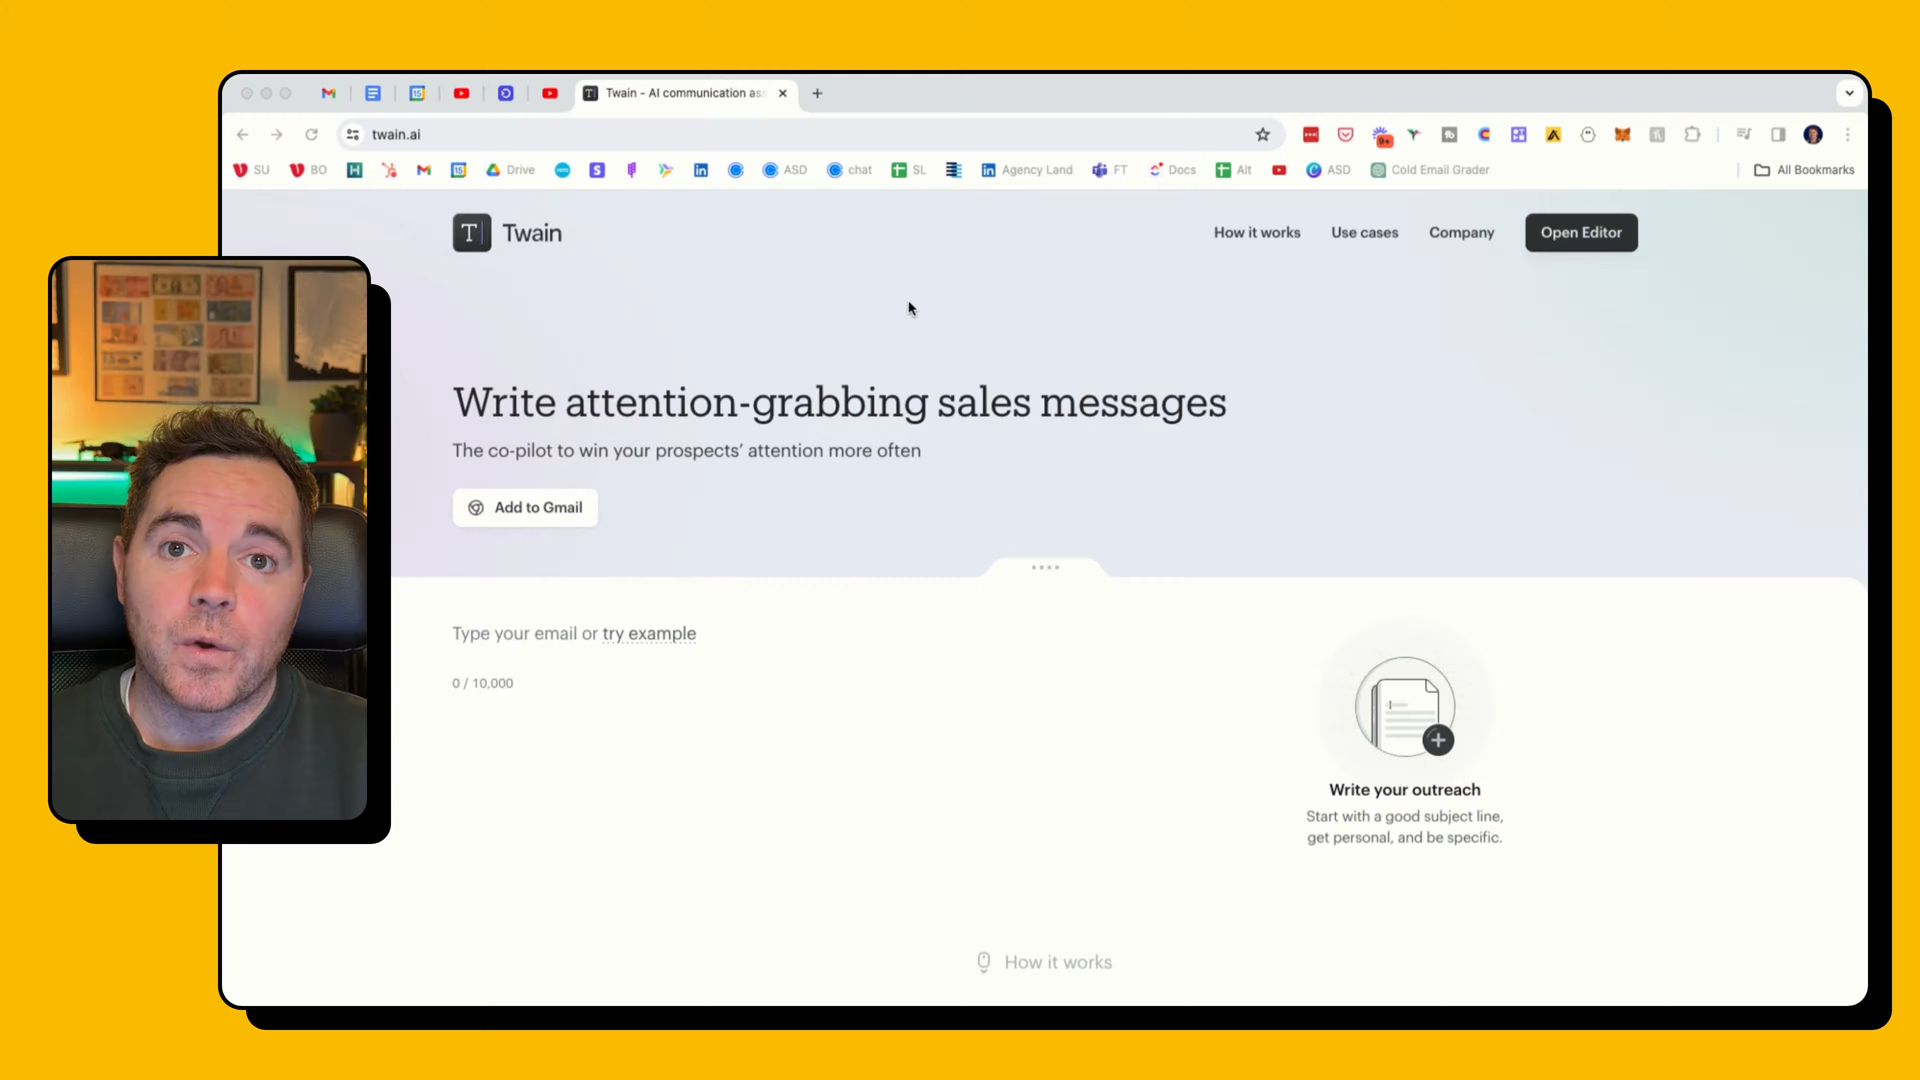 Twain - AI communication as
twain.ai
SU
BO
Drive
ASD
chat
SL
Agency Land
FT
Docs
Alt
ASD
Cold Email Grader
All Bookmarks
T
Twain
How it works
Use cases
Company
Open Editor
Write attention-grabbing sales messages
The co-pilot to win your prospects’ attention more often
Add to Gmail
Type your email or try example
0 / 10,000
Write your outreach
Start with a good subject line,
get personal, and be specific.
How it works